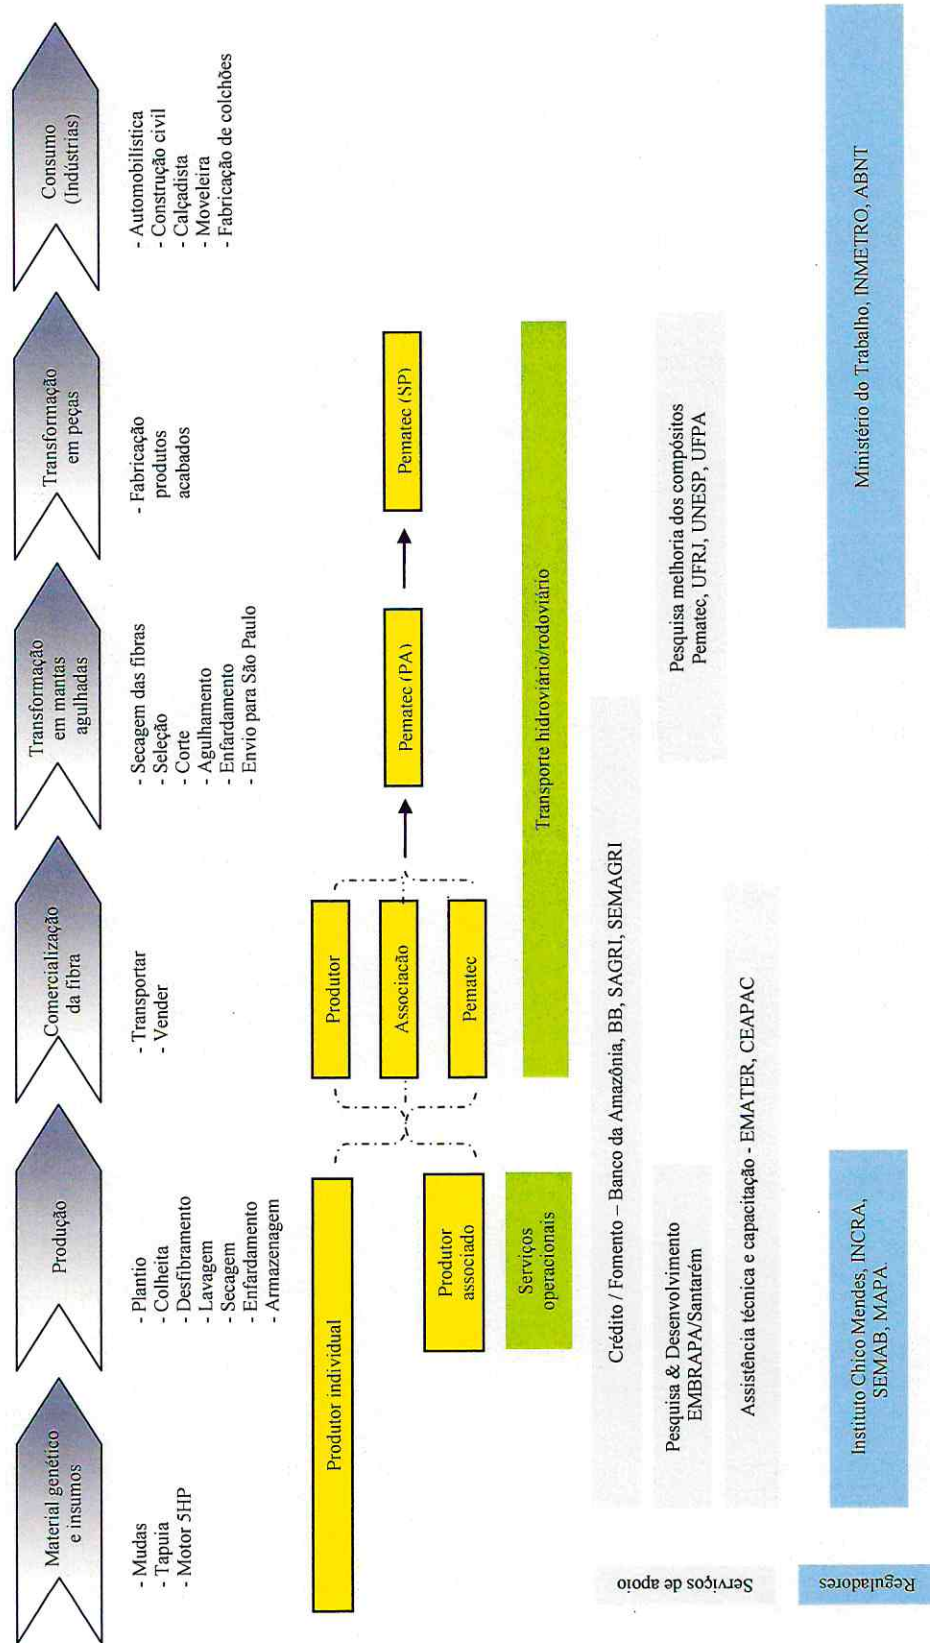 Material genético
e insumos
Produção
Comercialização
da fibra
Transformação
em mantas
agulhadas
Transformação
em peças
Consumo
(Indústrias)
- Mudas
- Tapuia
- Motor 5HP
- Plantio
- Colheita
- Desfibramento
- Lavagem
- Secagem
- Enfardamento
- Armazenagem
- Transportar
- Vender
- Secagem das fibras
- Seleção
- Corte
- Agulhamento
- Enfardamento
- Envio para São Paulo
- Fabricação
produtos
acabados
- Automobilística
- Construção civil
- Calçadista
- Moveleira
- Fabricação de colchões
Produtor individual
Produtor
associado
Produtor
Associacão
Pematec
Pematec (PA)
Pematec (SP)
Serviços
operacionais
Transporte hidroviário/rodoviário
Serviços de apoio
Crédito / Fomento – Banco da Amazônia, BB, SAGRI, SEMAGRI
Pesquisa & Desenvolvimento
EMBRAPA/Santarém
Pesquisa melhoria dos compósitos
Pematec, UFRJ, UNESP, UFPA
Assistência técnica e capacitação - EMATER, CEAPAC
Reguladores
Instituto Chico Mendes, INCRA,
SEMAB, MAPA.
Ministério do Trabalho, INMETRO, ABNT